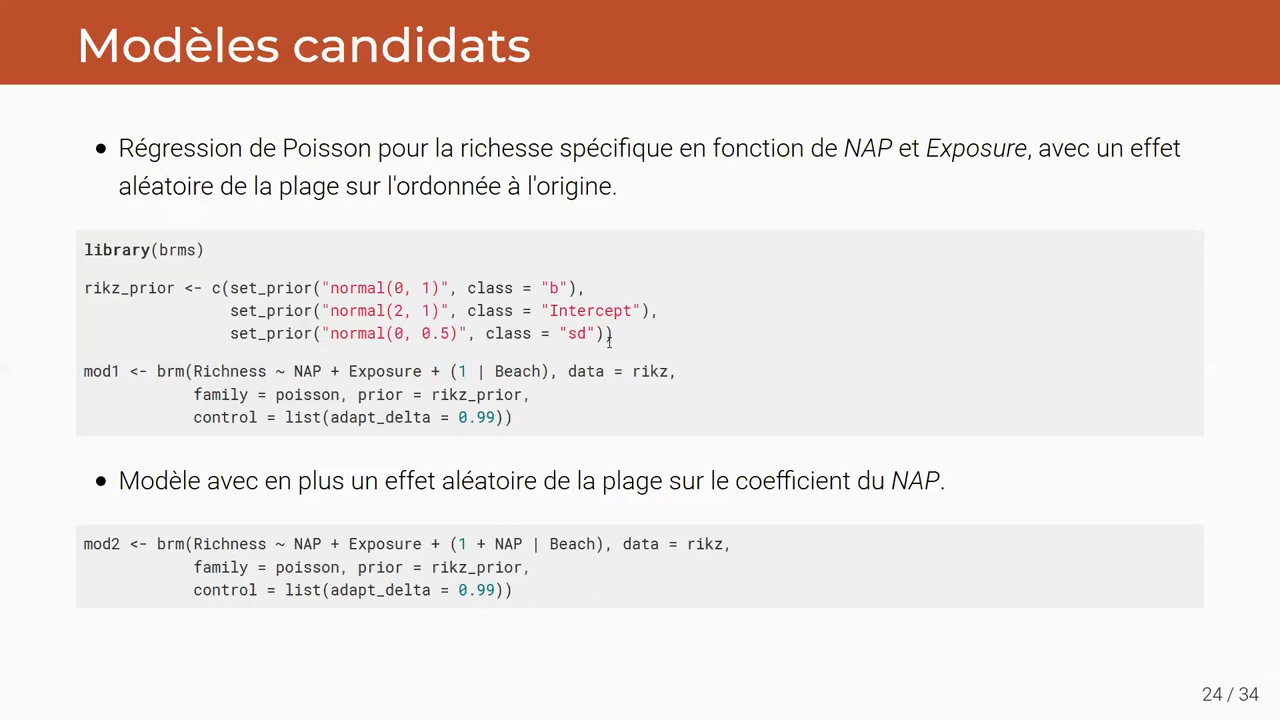 Modèles candidats
• Régression de Poisson pour la richesse spécifique en fonction de NAP et Exposure, avec un effet
aléatoire de la plage sur l'ordonnée à l'origine.
library(brms)
rikz_prior <- c(set_prior("normal(0, 1)", class = "b"),
set_prior("normal(2, 1)", class = "Intercept"),
set_prior("normal(0, 0.5)", class = "sd"))
mod1 <- brm(Richness ~ NAP + Exposure + (1 | Beach), data = rikz,
family = poisson, prior = rikz_prior,
control = list(adapt_delta = 0.99))
• Modèle avec en plus un effet aléatoire de la plage sur le coefficient du NAP.
mod2 <- brm(Richness ~ NAP + Exposure + (1 + NAP | Beach), data = rikz,
family = poisson, prior = rikz_prior,
control = list(adapt_delta = 0.99))
24 / 34